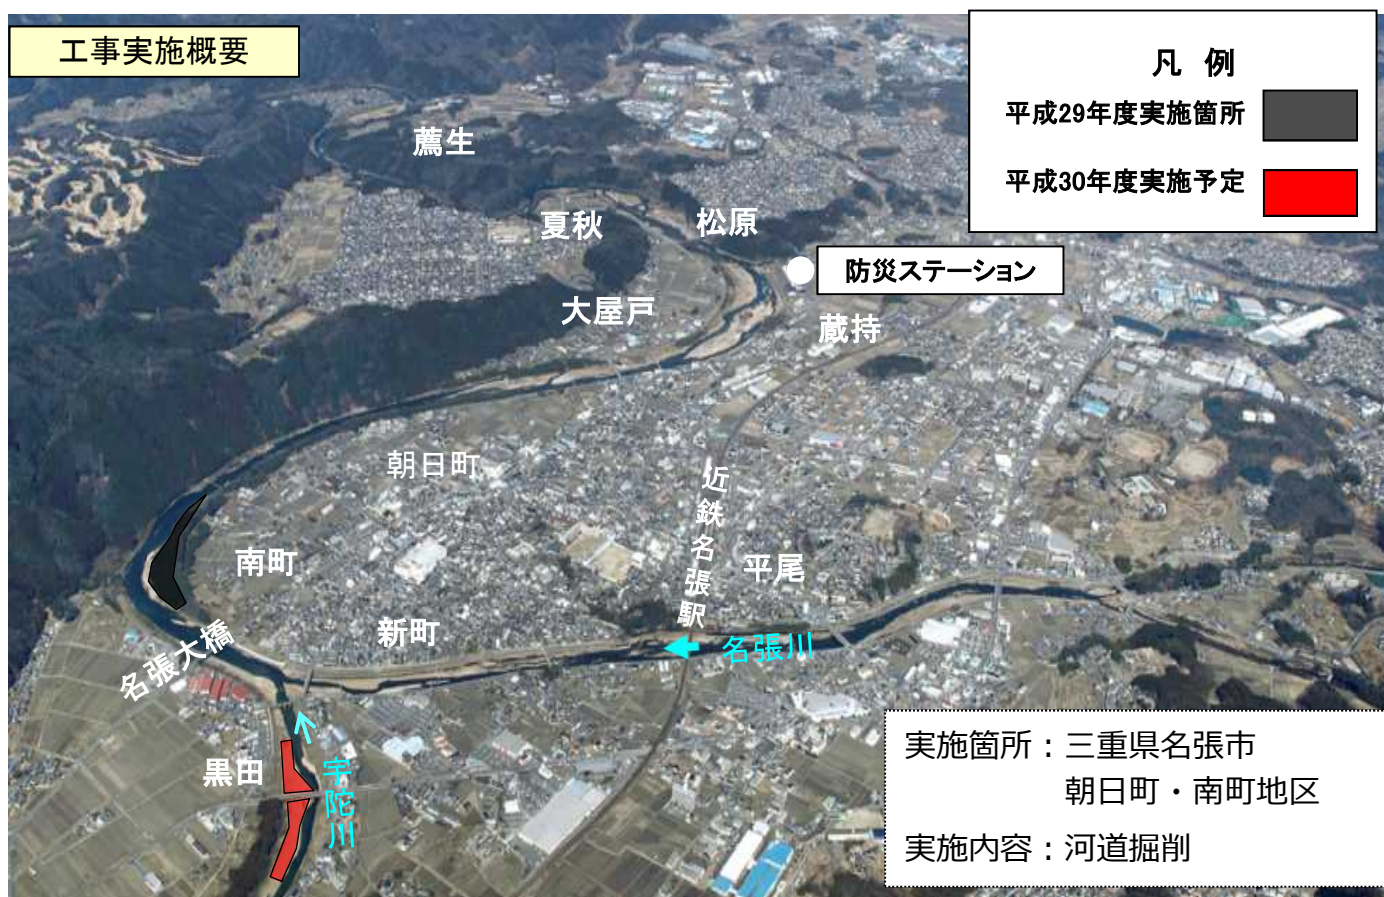 工事実施概要
凡 例
平成29年度実施箇所
平成30年度実施予定
薦生
夏秋
松原
防災ステーション
大屋戸
蔵持
朝日町
近鉄名張駅
南町
平尾
新町
名張川
名張大橋
黒田
宇陀川
実施箇所：三重県名張市
朝日町・南町地区
実施内容：河道掘削